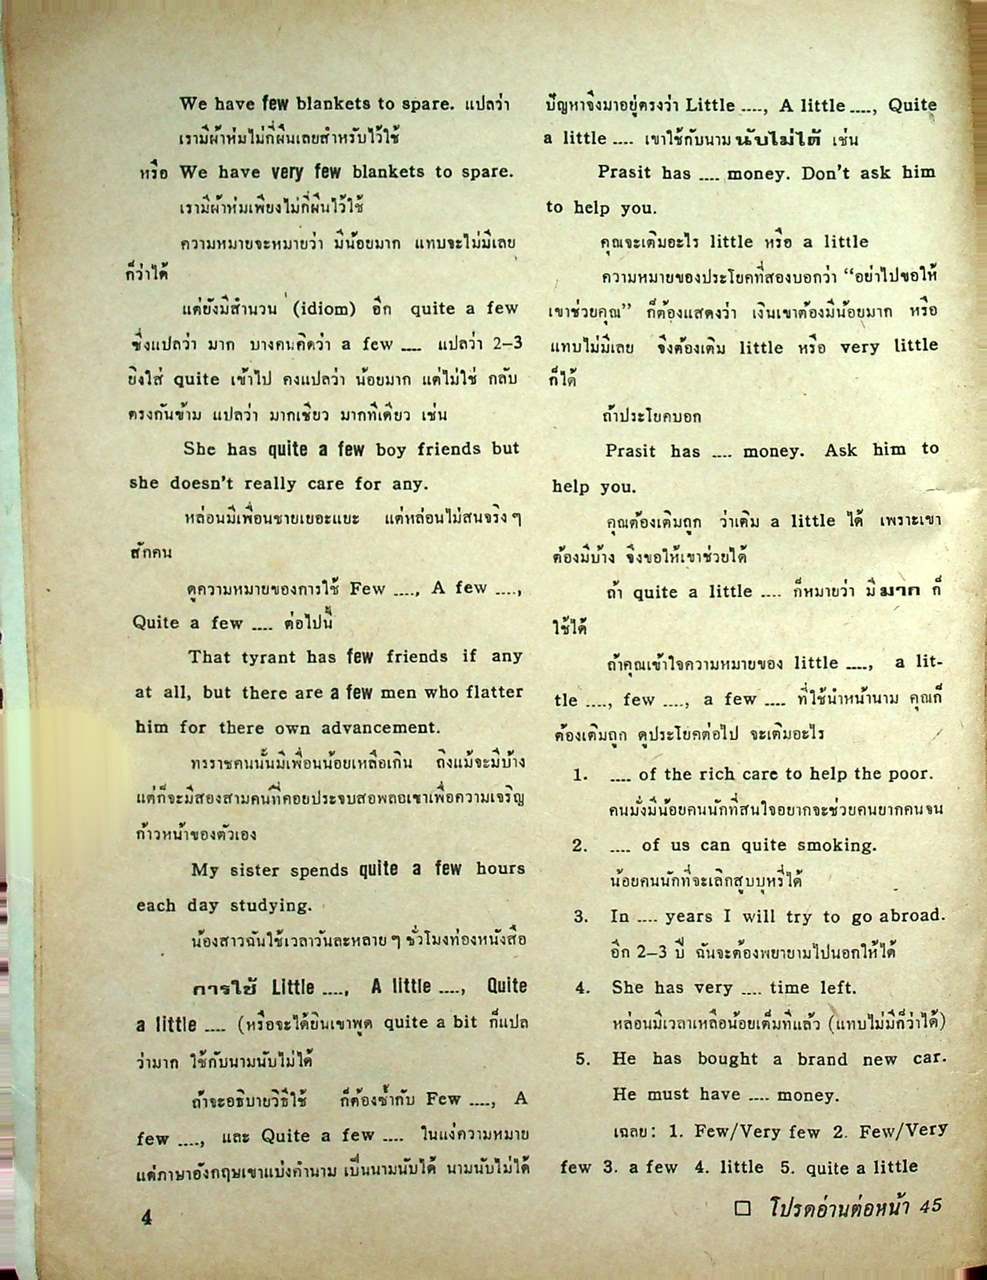 We have few blankets to spare. แปลว่า
เรามีผ้าห่มไม่กี่ผืนเลยสำหรับไว้ใช้
หรือ We have very few blankets to spare.
เรามีผ้าห่มเพียงไม่กี่ผืนไว้ใช้
ความหมายจะหมายว่า มีน้อยมาก แทบจะไม่มีเลย
ก็ว่าได้
แต่ยังมีสำนวน (idiom) อีก quite a few
ซึ่งแปลว่า มาก บางคนคิดว่า a few .... แปลว่า 2–3
ยิ่งใส่ quite เข้าไป คงแปลว่า น้อยมาก แต่ไม่ใช่ กลับ
ตรงกันข้าม แปลว่า มากเชียว มากทีเดียว เช่น
She has quite a few boy friends but
she doesn't really care for any.
หล่อนมีเพื่อนชายเยอะแยะ แต่หล่อนไม่สนจริง ๆ
สักคน
ดูความหมายของการใช้ Few ...., A few ....,
Quite a few .... ต่อไปนี้
That tyrant has few friends if any
at all, but there are a few men who flatter
him for there own advancement.
ทรราชคนนั้นมีเพื่อนน้อยเหลือเกิน ถึงแม้จะมีบ้าง
แต่ก็จะมีสองสามคนที่คอยประจบสอพลอเขาเพื่อความเจริญ
ก้าวหน้าของตัวเอง
My sister spends quite a few hours
each day studying.
น้องสาวฉันใช้เวลาวันละหลาย ๆ ชั่วโมงท่องหนังสือ
การใช้ Little ...., A little ...., Quite
a little .... (หรือจะได้ยินเขาพูด quite a bit ก็แปล
ว่ามาก ใช้กับนามนับไม่ได้
ถ้าจะอธิบายวิธีใช้ ก็ต้องซ้ำกับ Few ...., A
few ...., และ Quite a few .... ในแง่ความหมาย
แต่ภาษาอังกฤษเขาแบ่งคำนาม เป็นนามนับได้ นามนับไม่ได้
4
ปัญหาจึงมาอยู่ตรงว่า Little ...., A little ...., Quite
a little .... เขาใช้กับนามนับไม่ได้ เช่น
Prasit has .... money. Don't ask him
to help you.
คุณจะเติมอะไร little หรือ a little
ความหมายของประโยคที่สองบอกว่า “อย่าไปขอให้
เขาช่วยคุณ” ก็ต้องแสดงว่า เงินเขาต้องมีน้อยมาก หรือ
แทบไม่มีเลย จึงต้องเติม little หรือ very little
ก็ได้
ถ้าประโยคบอก
Prasit has .... money. Ask him to
help you.
คุณต้องเติมถูก ว่าเติม a little ได้ เพราะเขา
ต้องมีบ้าง จึงขอให้เขาช่วยได้
ถ้า quite a little .... ก็หมายว่า มีมาก ก็
ใช้ได้
ถ้าคุณเข้าใจความหมายของ little ...., a lit-
tle ...., few ...., a few .... ที่ใช้นำหน้านาม คุณก็
ต้องเติมถูก ดูประโยคต่อไป จะเติมอะไร
1. .... of the rich care to help the poor.
คนมั่งมีน้อยคนนักที่สนใจอยากจะช่วยคนยากคนจน
2. .... of us can quite smoking.
น้อยคนนักที่จะเลิกสูบบุหรี่ได้
3. In .... years I will try to go abroad.
อีก 2–3 ปี ฉันจะต้องพยายามไปนอกให้ได้
4. She has very .... time left.
หล่อนมีเวลาเหลือน้อยเต็มทีแล้ว (แทบไม่มีก็ว่าได้)
5. He has bought a brand new car.
He must have .... money.
เฉลย: 1. Few/Very few 2. Few/Very
few 3. a few 4. little 5. quite a little
□ โปรดอ่านต่อหน้า 45